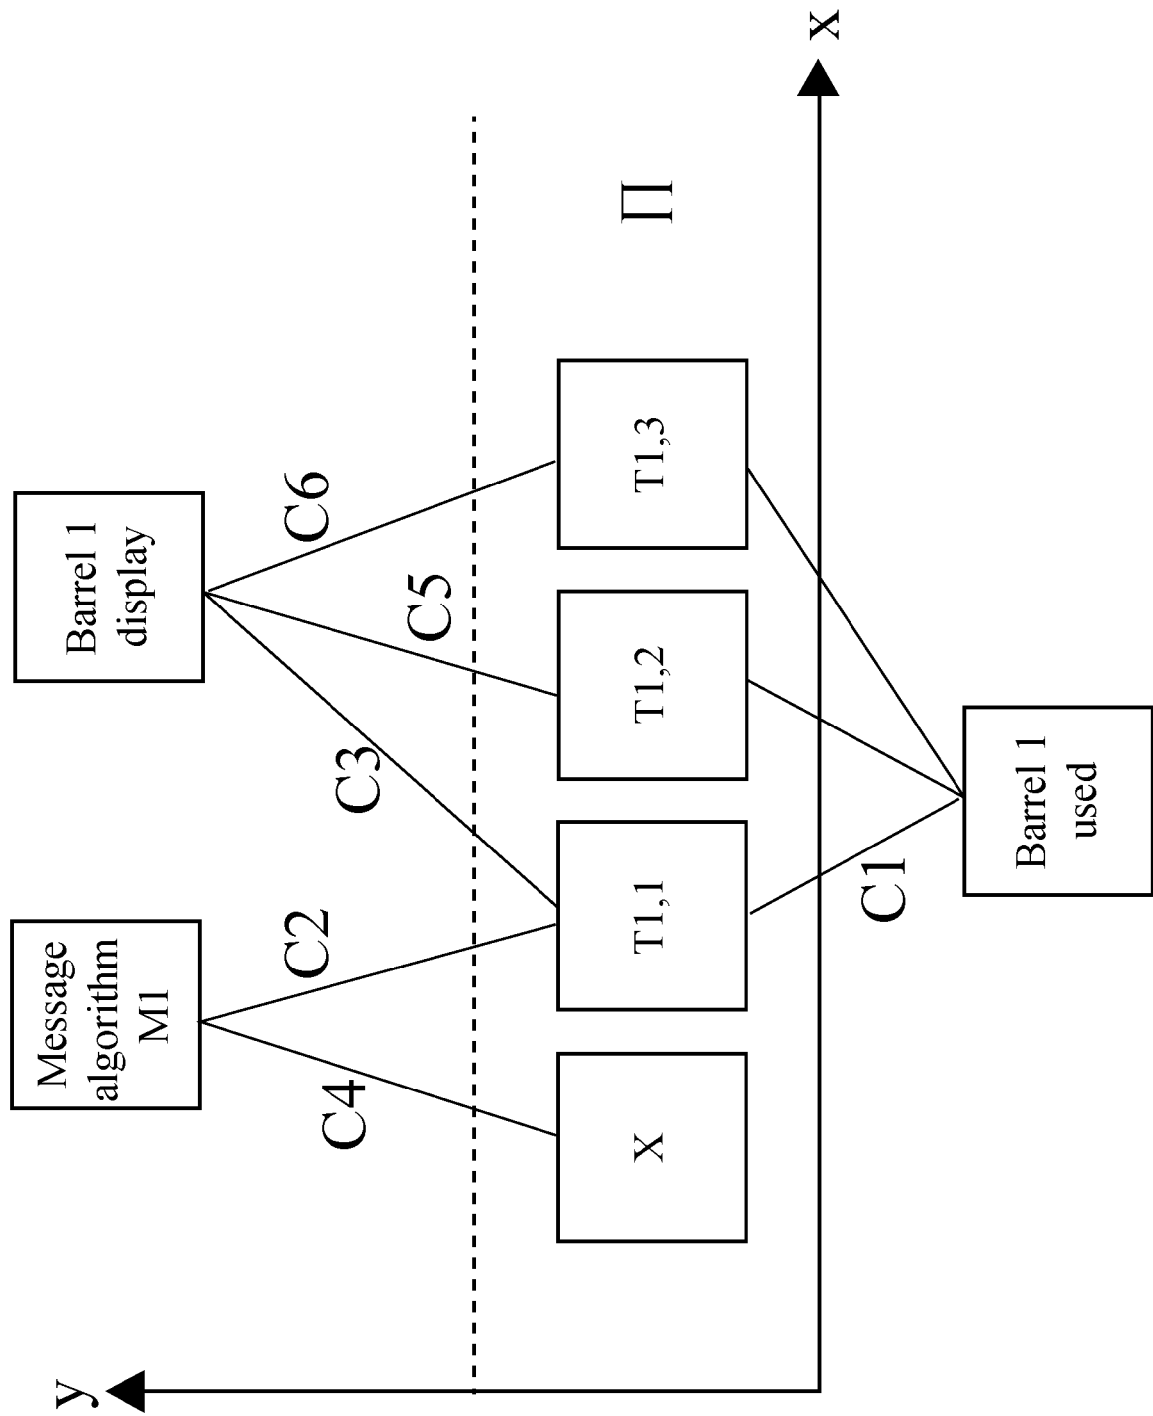 y
Message
algorithm
M1
Barrel 1
display
C4
C2
C3
C5
C6
X
T1,1
T1,2
T1,3
Π
x
C1
Barrel 1
used